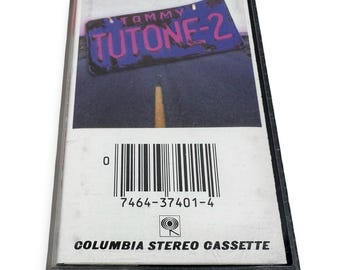 TOMMY
TUTONE-2
0
7464-37401-4
COLUMBIA STEREO CASSETTE